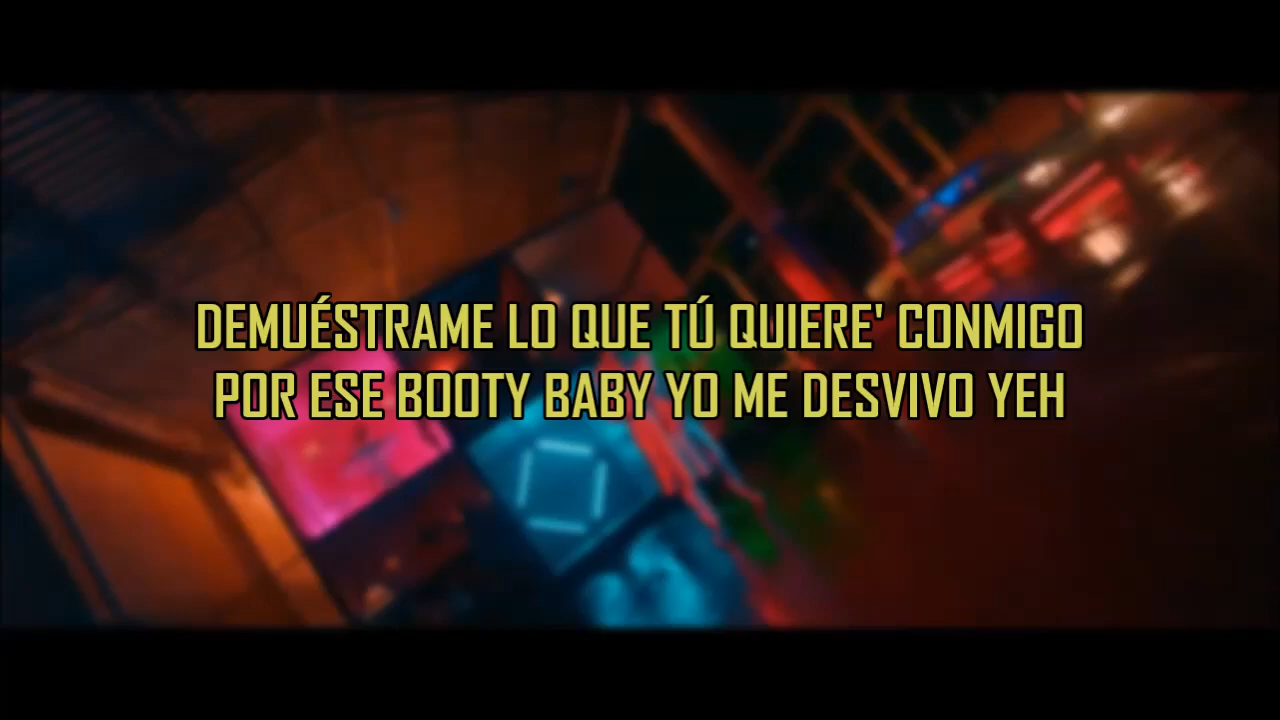 DEMUÉSTRAME LO QUE TÚ QUIERE' CONMIGO
POR ESE BOOTY BABY YO ME DESVIVO YEH